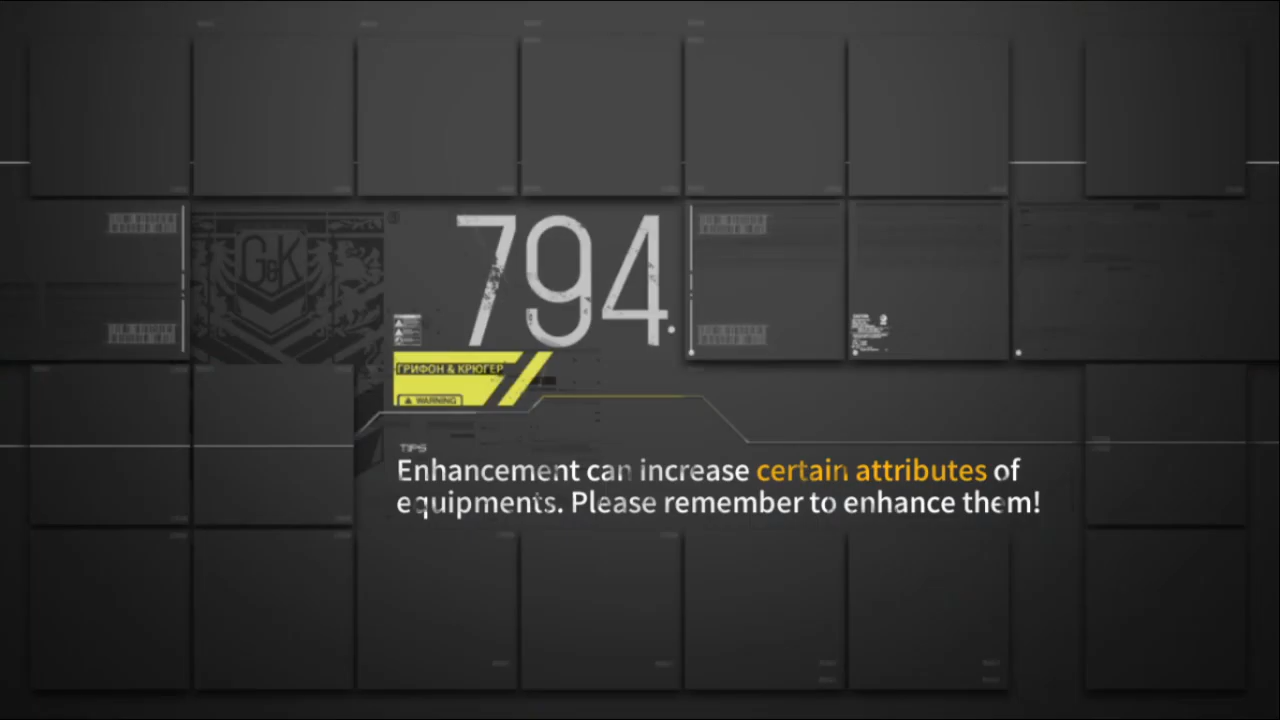 G&K
794.
ГРИФОН & КРЮГЕР
WARNING
TIPS
Enhancement can increase certain attributes of
equipments. Please remember to enhance them!